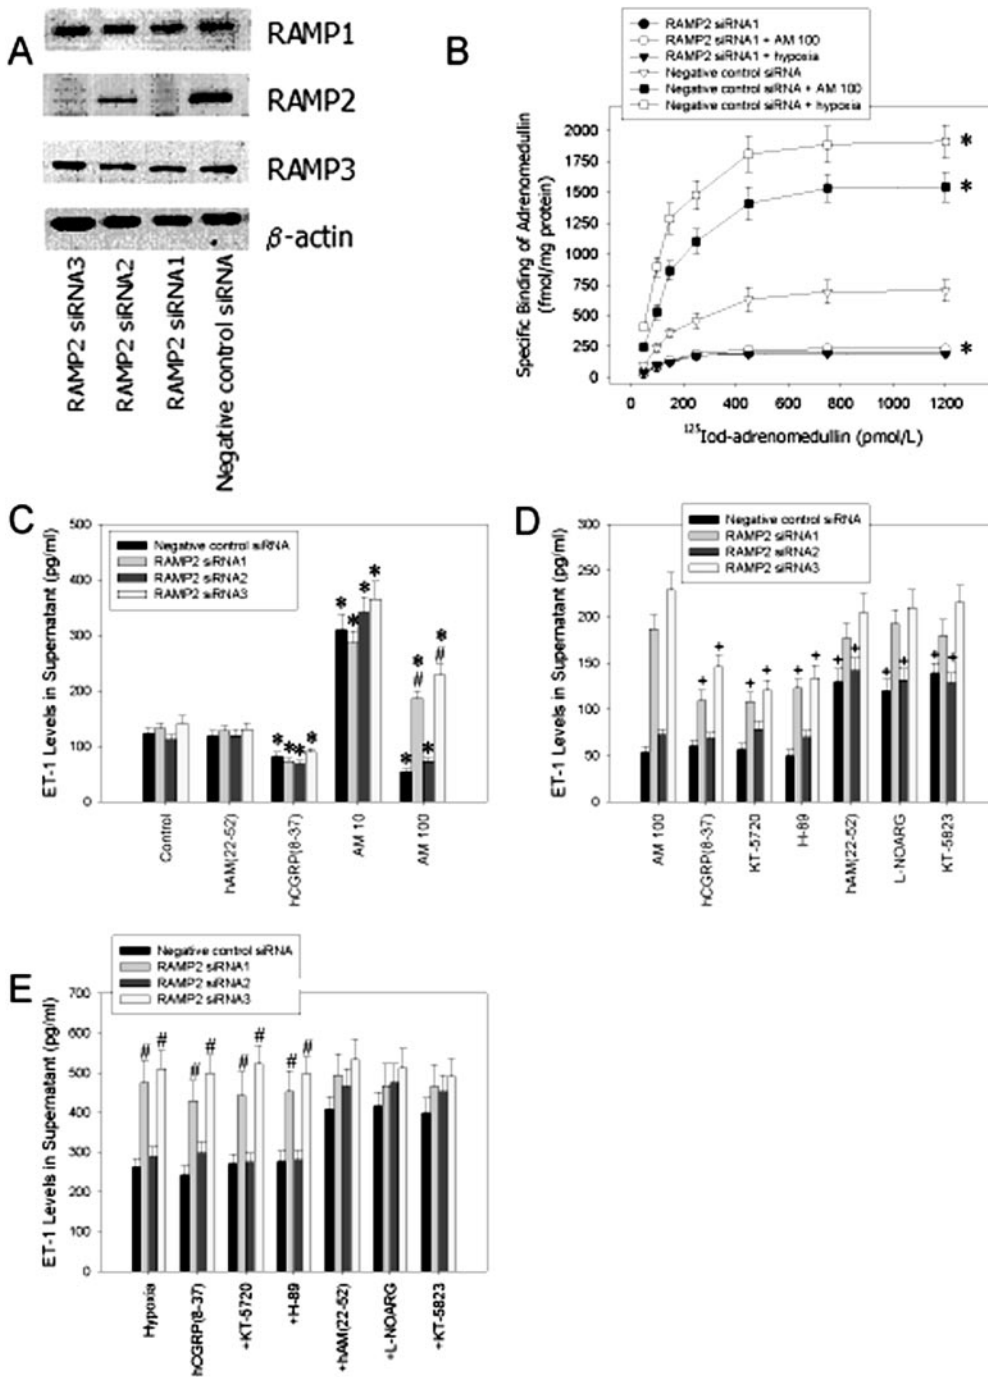 A
RAMP1
RAMP2
RAMP3
β-actin
RAMP2 siRNA3
RAMP2 siRNA2
RAMP2 siRNA1
Negative control siRNA
B
RAMP2 siRNA1
RAMP2 siRNA1 + AM 100
RAMP2 siRNA1 + hypoxia
Negative control siRNA
Negative control siRNA + AM 100
Negative control siRNA + hypoxia
Specific Binding of Adrenomedullin
(fmol/mg protein)
2000
1750
1500
1250
1000
750
500
250
0
* * *
0 200 400 600 800 1000 1200
¹²⁵Iod-adrenomedullin (pmol/L)
C
Negative control siRNA
RAMP2 siRNA1
RAMP2 siRNA2
RAMP2 siRNA3
ET-1 Levels in Supernatant (pg/ml)
500
400
300
200
100
0
* * * * * * * * * # * * * #
Control
hAM(22-52)
hCGRP(8-37)
AM 10
AM 100
D
Negative control siRNA
RAMP2 siRNA1
RAMP2 siRNA2
RAMP2 siRNA3
ET-1 Levels in Supernatant (pg/ml)
300
250
200
150
100
50
0
+ + + + + + + + + + + +
AM 100
hCGRP(8-37)
KT-5720
H-89
hAM(22-52)
L-NOARG
KT-5823
E
Negative control siRNA
RAMP2 siRNA1
RAMP2 siRNA2
RAMP2 siRNA3
ET-1 Levels in Supernatant (pg/ml)
700
600
500
400
300
200
100
0
# # # # # # # #
Hypoxia
hCGRP(8-37)
+KT-5720
+H-89
+hAM(22-52)
+L-NOARG
+KT-5823